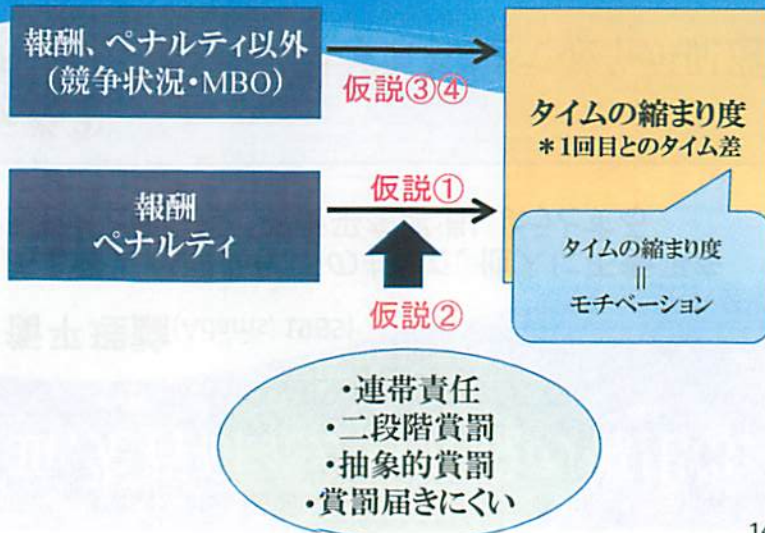 報酬、ペナルティ以外
(競争状況・MBO)
仮説③④
タイムの縮まり度
*1回目とのタイム差
報酬
ペナルティ
仮説①
仮説②
タイムの縮まり度
||
モチベーション
・連帯責任
・二段階賞罰
・抽象的賞罰
・賞罰届きにくい